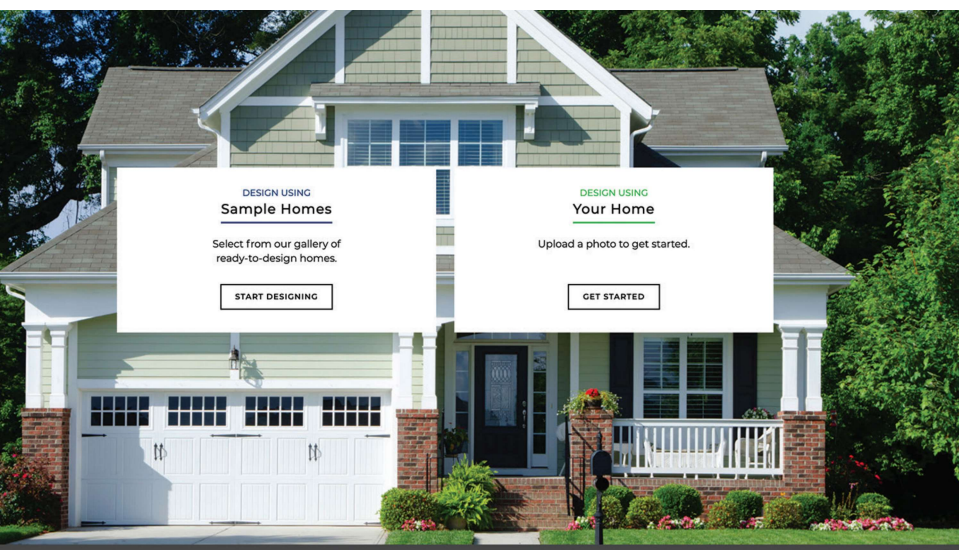 DESIGN USING
Sample Homes
Select from our gallery of
ready-to-design homes.
START DESIGNING
DESIGN USING
Your Home
Upload a photo to get started.
GET STARTED